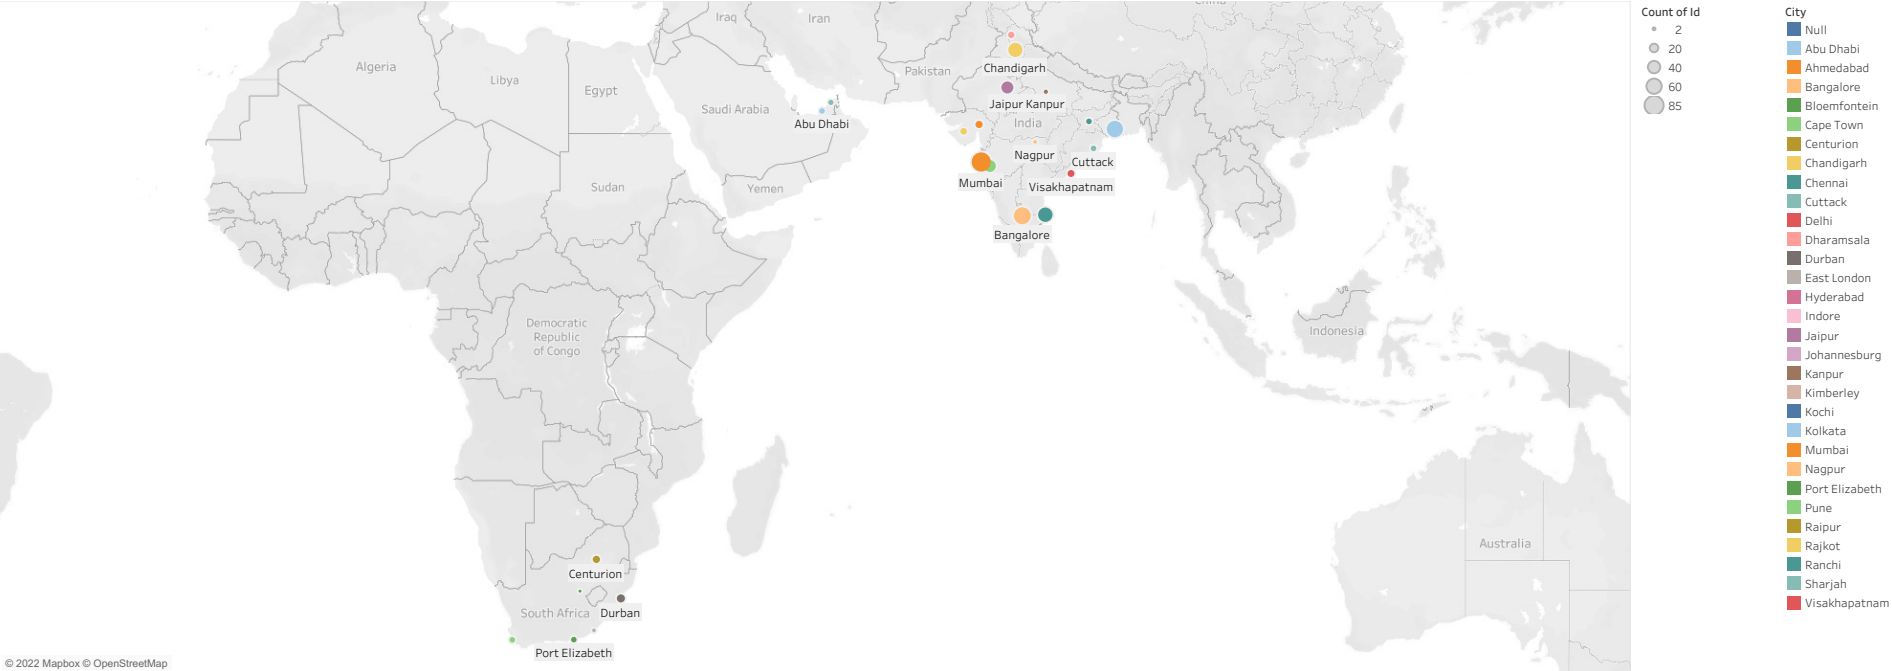 China
Iraq
Iran
Algeria
Libya
Egypt
Pakistan
Chandigarh
Saudi Arabia
Jaipur Kanpur
Abu Dhabi
India
Nagpur
Cuttack
Mumbai
Visakhapatnam
Sudan
Yemen
Bangalore
Democratic
Republic
of Congo
Indonesia
Australia
Centurion
South Africa
Durban
Port Elizabeth
© 2022 Mapbox © OpenStreetMap
Count of Id
2
20
40
60
85
City
Null
Abu Dhabi
Ahmedabad
Bangalore
Bloemfontein
Cape Town
Centurion
Chandigarh
Chennai
Cuttack
Delhi
Dharamsala
Durban
East London
Hyderabad
Indore
Jaipur
Johannesburg
Kanpur
Kimberley
Kochi
Kolkata
Mumbai
Nagpur
Port Elizabeth
Pune
Raipur
Rajkot
Ranchi
Sharjah
Visakhapatnam